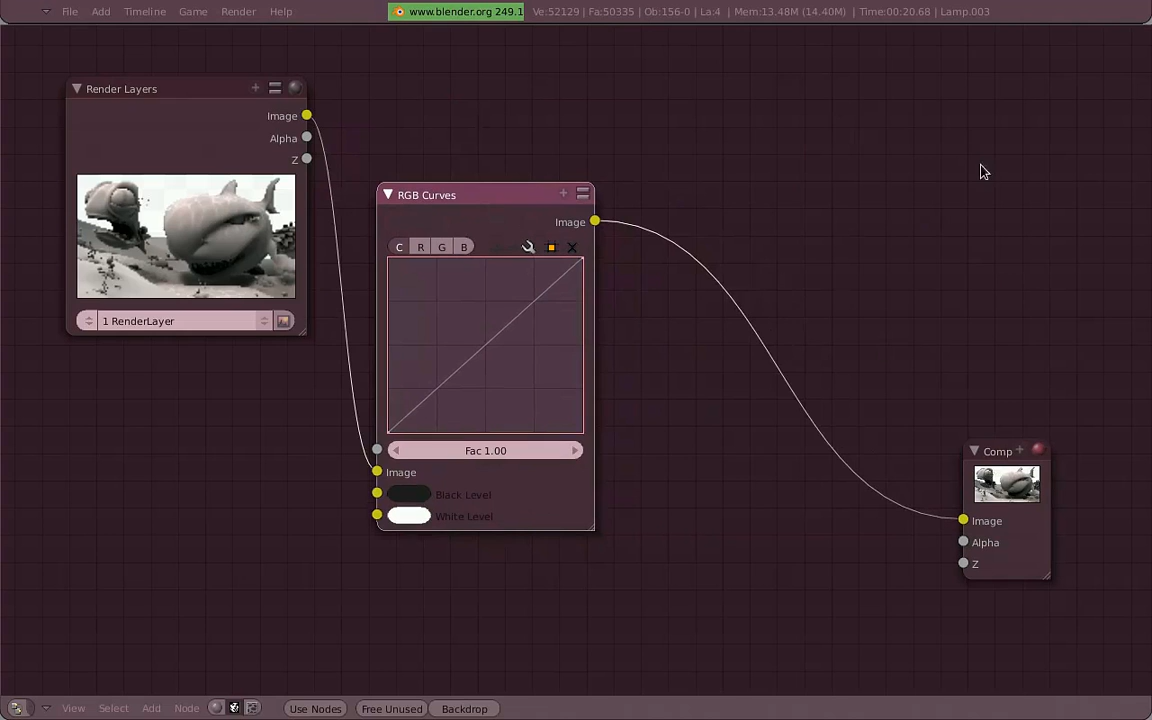 File Add Timeline Game Render Help www.blender.org 249.1 Ve:52129 | Fa:50335 | Ob:156-0 | La:4 | Mem:13.48M (14.40M) | Time:00:20.68 | Lamp.003
Render Layers
Image
Alpha
Z
1 RenderLayer
RGB Curves
Image
C R G B
Fac 1.00
Image
Black Level
White Level
Comp
Image
Alpha
Z
View Select Add Node Use Nodes Free Unused Backdrop